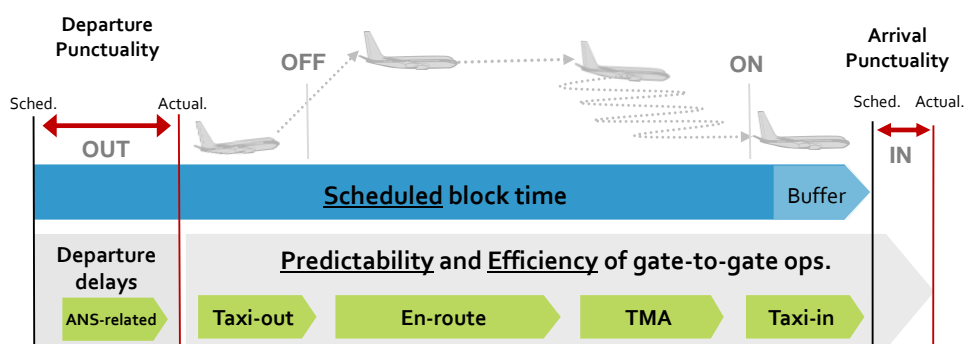 Departure
Punctuality
Arrival
Punctuality
OFF
ON
Sched.
Actual.
Sched.
Actual.
OUT
IN
Scheduled block time
Buffer
Departure
delays
Predictability and Efficiency of gate-to-gate ops.
ANS-related
Taxi-out
En-route
TMA
Taxi-in